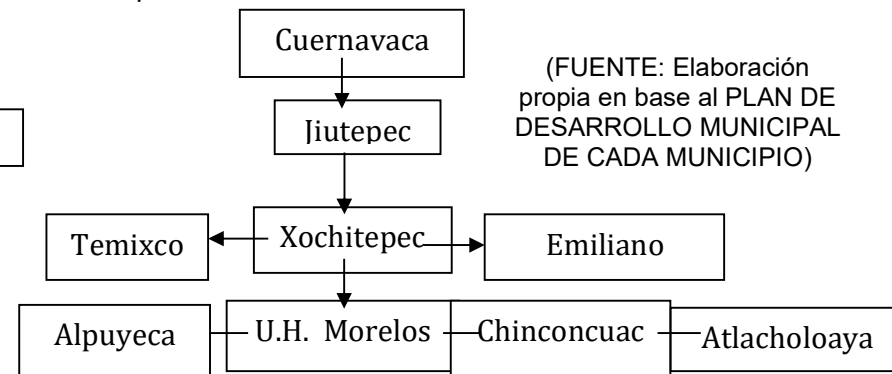 Cuernavaca
(FUENTE: Elaboración
propia en base al PLAN DE
DESARROLLO MUNICIPAL
DE CADA MUNICIPIO)
Jiutepec
Temixco
Xochitepec
Emiliano
Alpuyeca
U.H. Morelos
Chinconcuac
Atlacholoaya